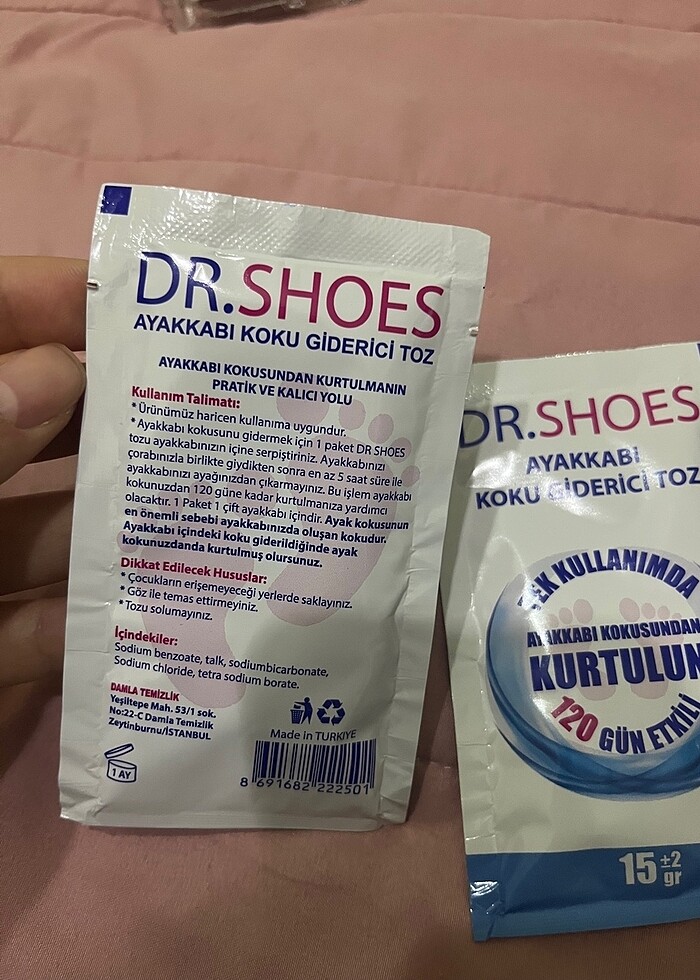 DR.SHOES
AYAKKABI KOKU GİDERİCİ TOZ
AYAKKABI KOKUSUNDAN KURTULMANIN
PRATİK VE KALICI YOLU
Kullanım Talimatı:
* Ürünümüz haricen kullanıma uygundur.
* Ayakkabı kokusunu gidermek için 1 paket DR SHOES
tozu ayakkabınızın içine serpiştiriniz. Ayakkabınızı
çorabınızla birlikte giydikten sonra en az 5 saat süre ile
ayakkabınızı ayağınızdan çıkarmayınız. Bu işlem ayakkabı
kokunuzdan 120 güne kadar kurtulmanıza yardımcı
olacaktır. 1 Paket 1 çift ayakkabı içindir. Ayak kokusunun
en önemli sebebi ayakkabınızda oluşan kokudur.
Ayakkabı içindeki koku giderildiğinde ayak
kokunuzdanda kurtulmuş olursunuz.
Dikkat Edilecek Hususlar:
* Çocukların erişemeyeceği yerlerde saklayınız.
* Göz ile temas ettirmeyiniz.
* Tozu solumayınız.
İçindekiler:
Sodium benzoate, talk, sodiumbicarbonate,
Sodium chloride, tetra sodium borate.
DAMLA TEMİZLİK
Yeşiltepe Mah. 53/1 sok.
No:22-C Damla Temizlik
Zeytinburnu/İSTANBUL
1 AY
Made in TURKIYE
8 691682 222501
DR.SHOES
AYAKKABI
KOKU GİDERİCİ TOZ
TEK KULLANIMDA
AYAKKABI KOKUSUNDAN
KURTULUN
120 GÜN ETKİLİ
15 ±2 gr